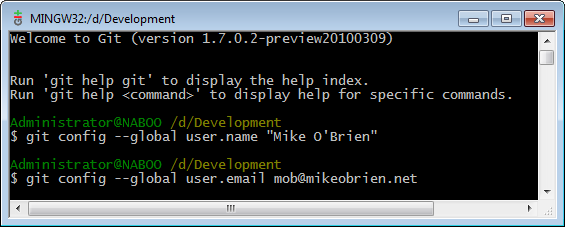 MINGW32:/d/Development
Welcome to Git (version 1.7.0.2-preview20100309)
Run 'git help git' to display the help index.
Run 'git help <command>' to display help for specific commands.
Administrator@NABOO /d/Development
$ git config --global user.name "Mike O'Brien"
Administrator@NABOO /d/Development
$ git config --global user.email mob@mikeobrien.net